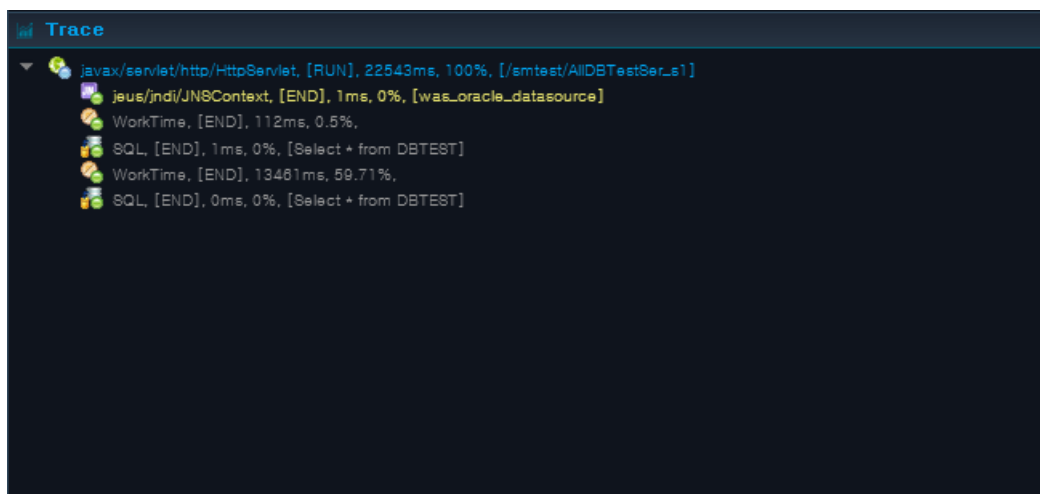 Trace
javax/servlet/http/HttpServlet, [RUN], 22543ms, 100%, [/smtest/AllDBTestSer_s1]
jeus/jndi/JNSContext, [END], 1ms, 0%, [was_oracle_datasource]
WorkTime, [END], 112ms, 0.5%,
SQL, [END], 1ms, 0%, [Select * from DBTEST]
WorkTime, [END], 13461ms, 59.71%,
SQL, [END], 0ms, 0%, [Select * from DBTEST]